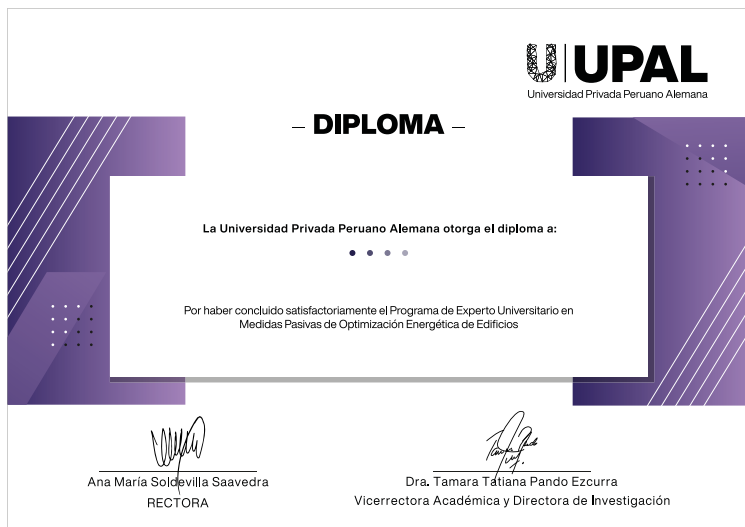 UPAL
Universidad Privada Peruano Alemana
– DIPLOMA –
La Universidad Privada Peruano Alemana otorga el diploma a:
Por haber concluido satisfactoriamente el Programa de Experto Universitario en
Medidas Pasivas de Optimización Energética de Edificios
Ana María Soldevilla Saavedra
RECTORA
Dra. Tamara Tatiana Pando Ezcurra
Vicerrectora Académica y Directora de Investigación